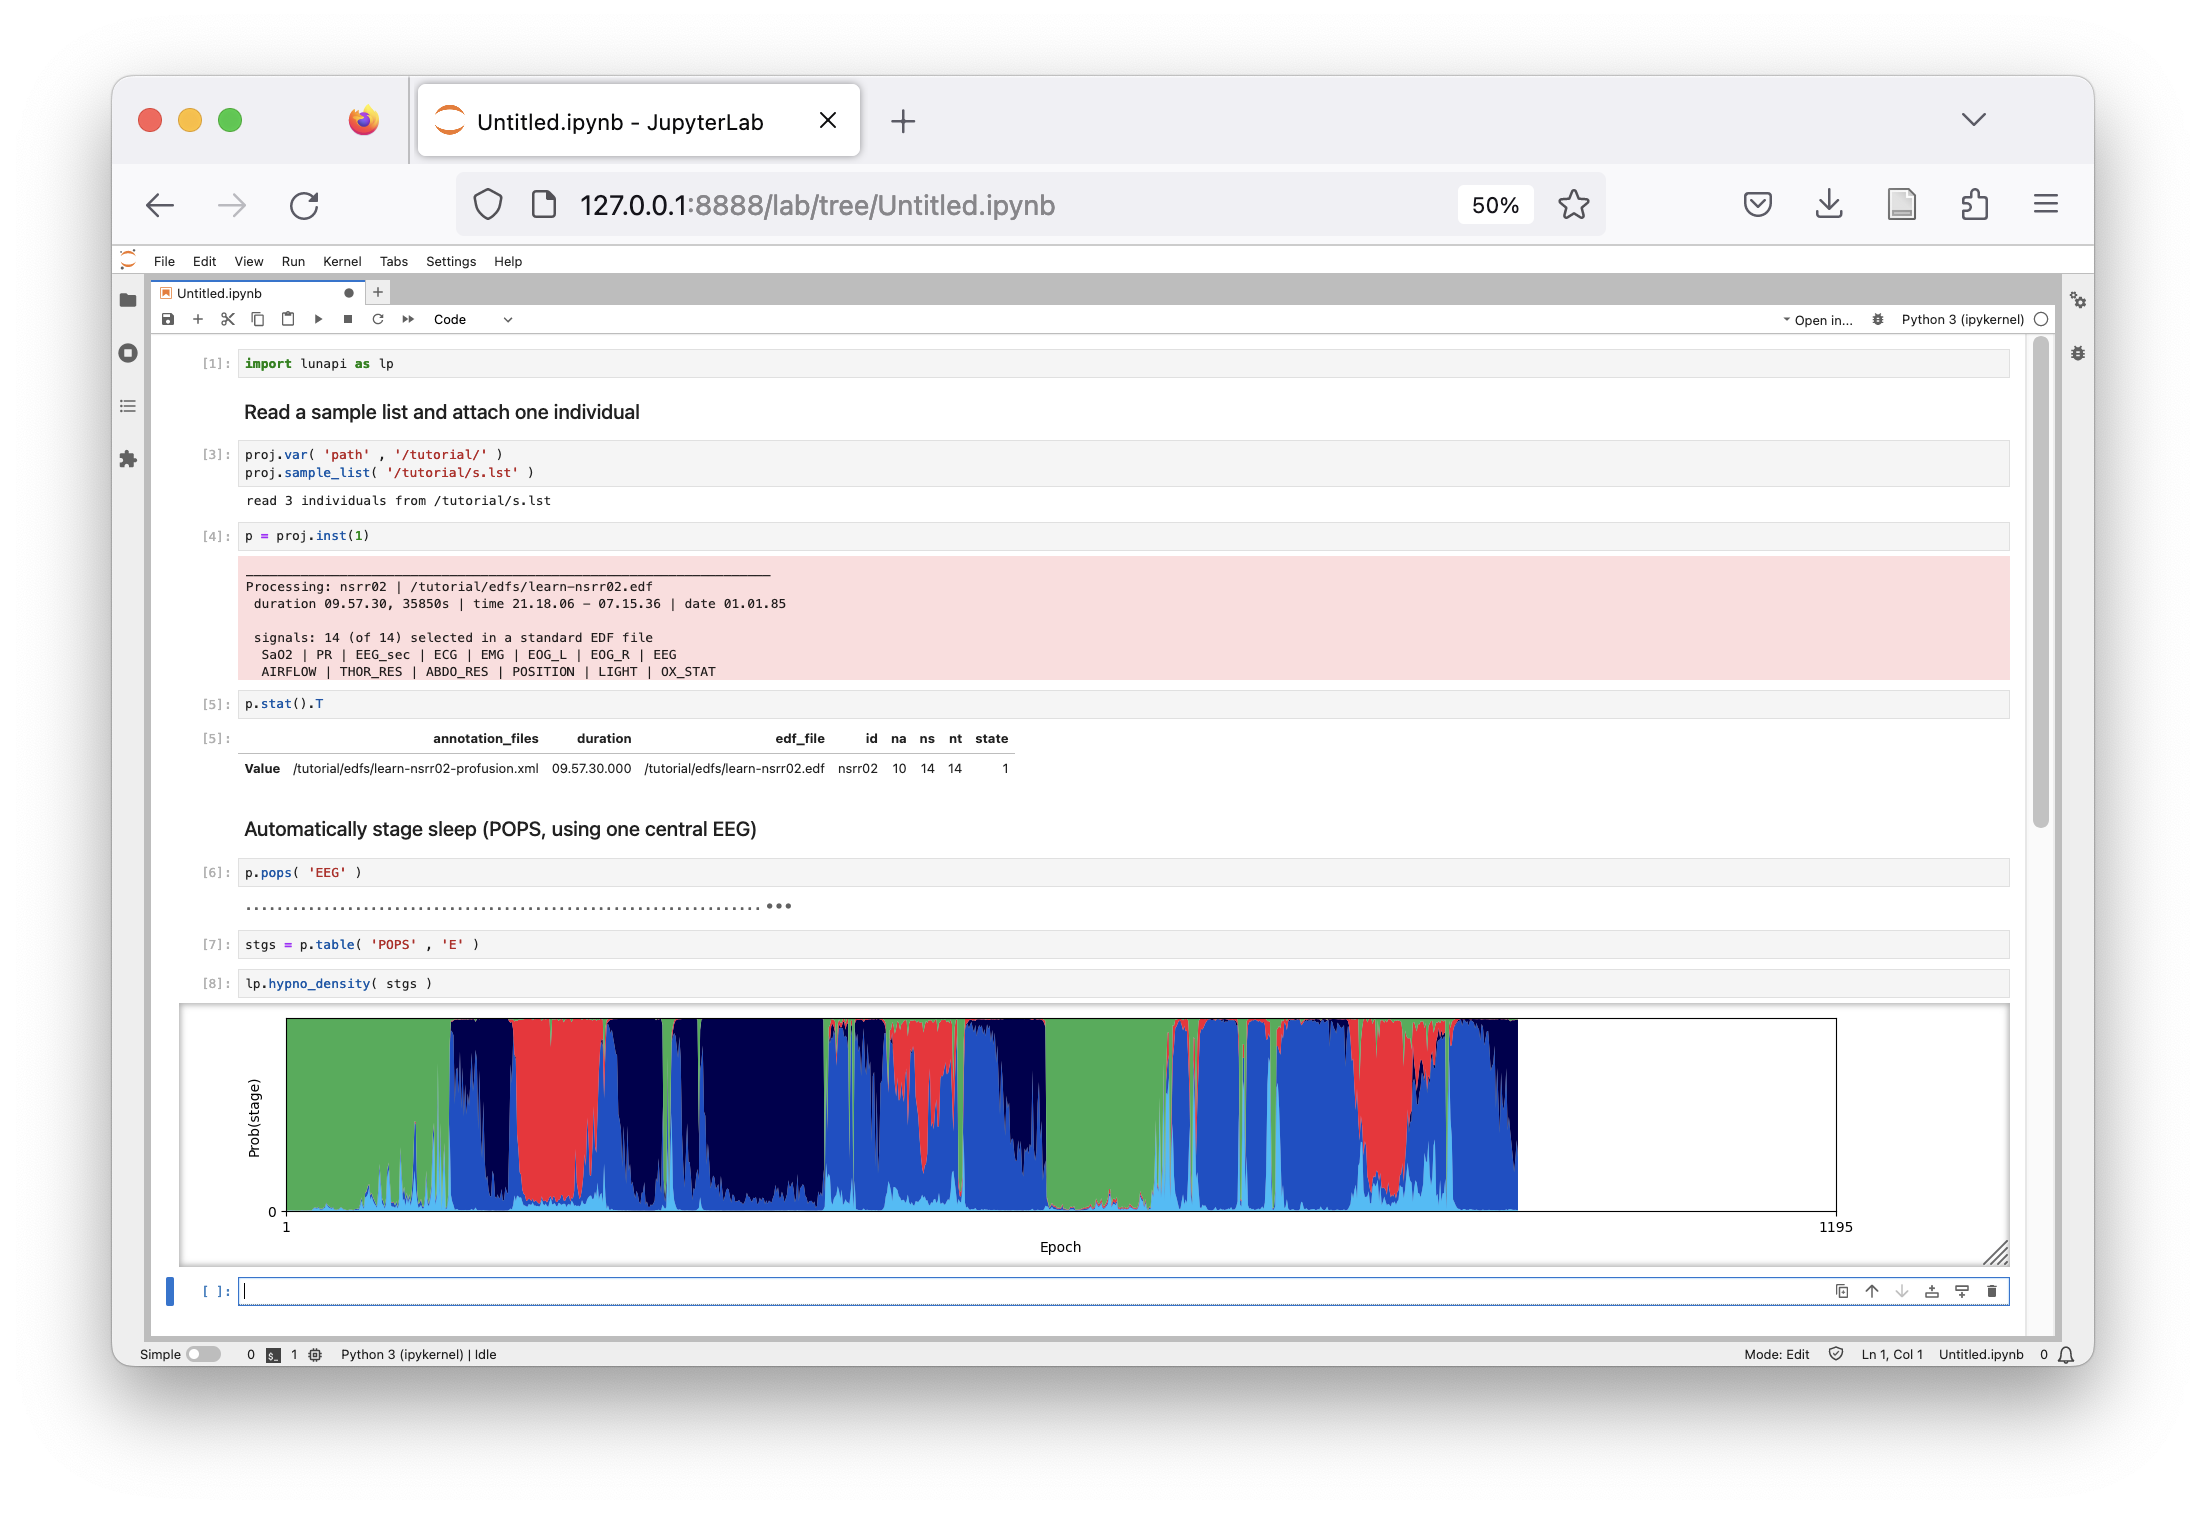 Untitled.ipynb - JupyterLab
127.0.0.1:8888/lab/tree/Untitled.ipynb
50%
File Edit View Run Kernel Tabs Settings Help
Untitled.ipynb
Code
Open in...
Python 3 (ipykernel)
[1]: import lunapi as lp
Read a sample list and attach one individual
[3]: proj.var( 'path' , '/tutorial/' )
proj.sample_list( '/tutorial/s.lst' )
read 3 individuals from /tutorial/s.lst
[4]: p = proj.inst(1)
___________________________________________________________________
Processing: nsrr02 | /tutorial/edfs/learn-nsrr02.edf
duration 09.57.30, 35850s | time 21.18.06 - 07.15.36 | date 01.01.85
signals: 14 (of 14) selected in a standard EDF file
SaO2 | PR | EEG_sec | ECG | EMG | EOG_L | EOG_R | EEG
AIRFLOW | THOR_RES | ABDO_RES | POSITION | LIGHT | OX_STAT
[5]: p.stat().T
[5]: annotation_files duration edf_file id na ns nt state
Value /tutorial/edfs/learn-nsrr02-profusion.xml 09.57.30.000 /tutorial/edfs/learn-nsrr02.edf nsrr02 10 14 14 1
Automatically stage sleep (POPS, using one central EEG)
[6]: p.pops( 'EEG' )
[7]: stgs = p.table( 'POPS' , 'E' )
[8]: lp.hypno_density( stgs )
Prob(stage)
0
1 1195
Epoch
[ ]:
Simple 0 $_ 1 Python 3 (ipykernel) | Idle
Mode: Edit Ln 1, Col 1 Untitled.ipynb 0